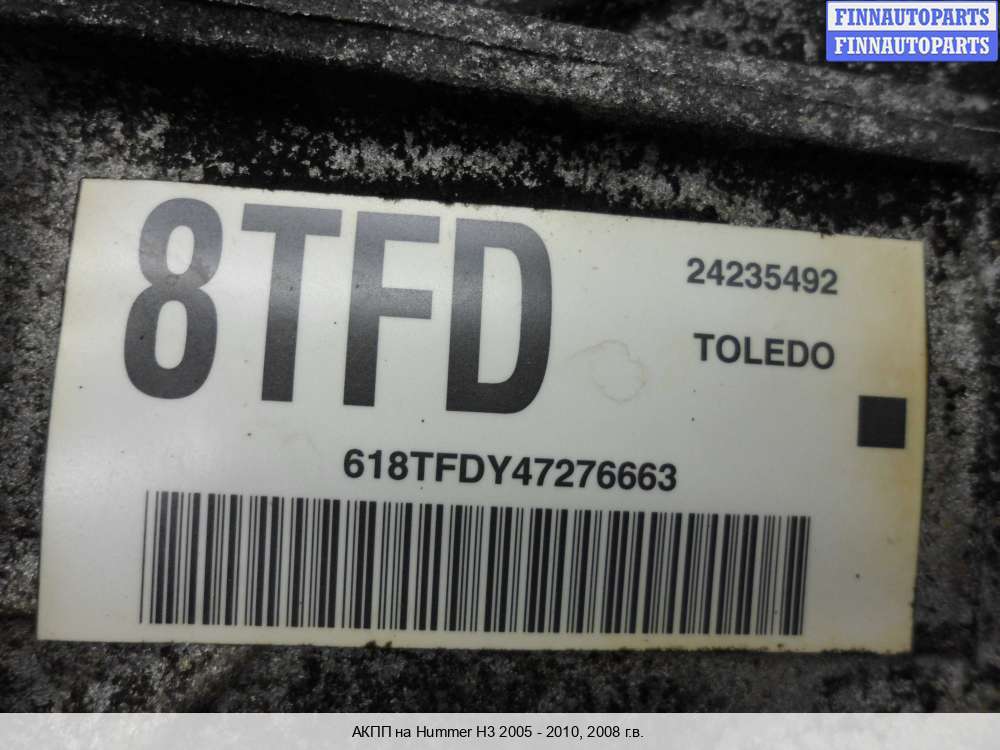 FINNAUTOPARTS
FINNAUTOPARTS
8TFD
24235492
TOLEDO
618TFDY47276663
АКПП на Hummer H3 2005 - 2010, 2008 г.в.